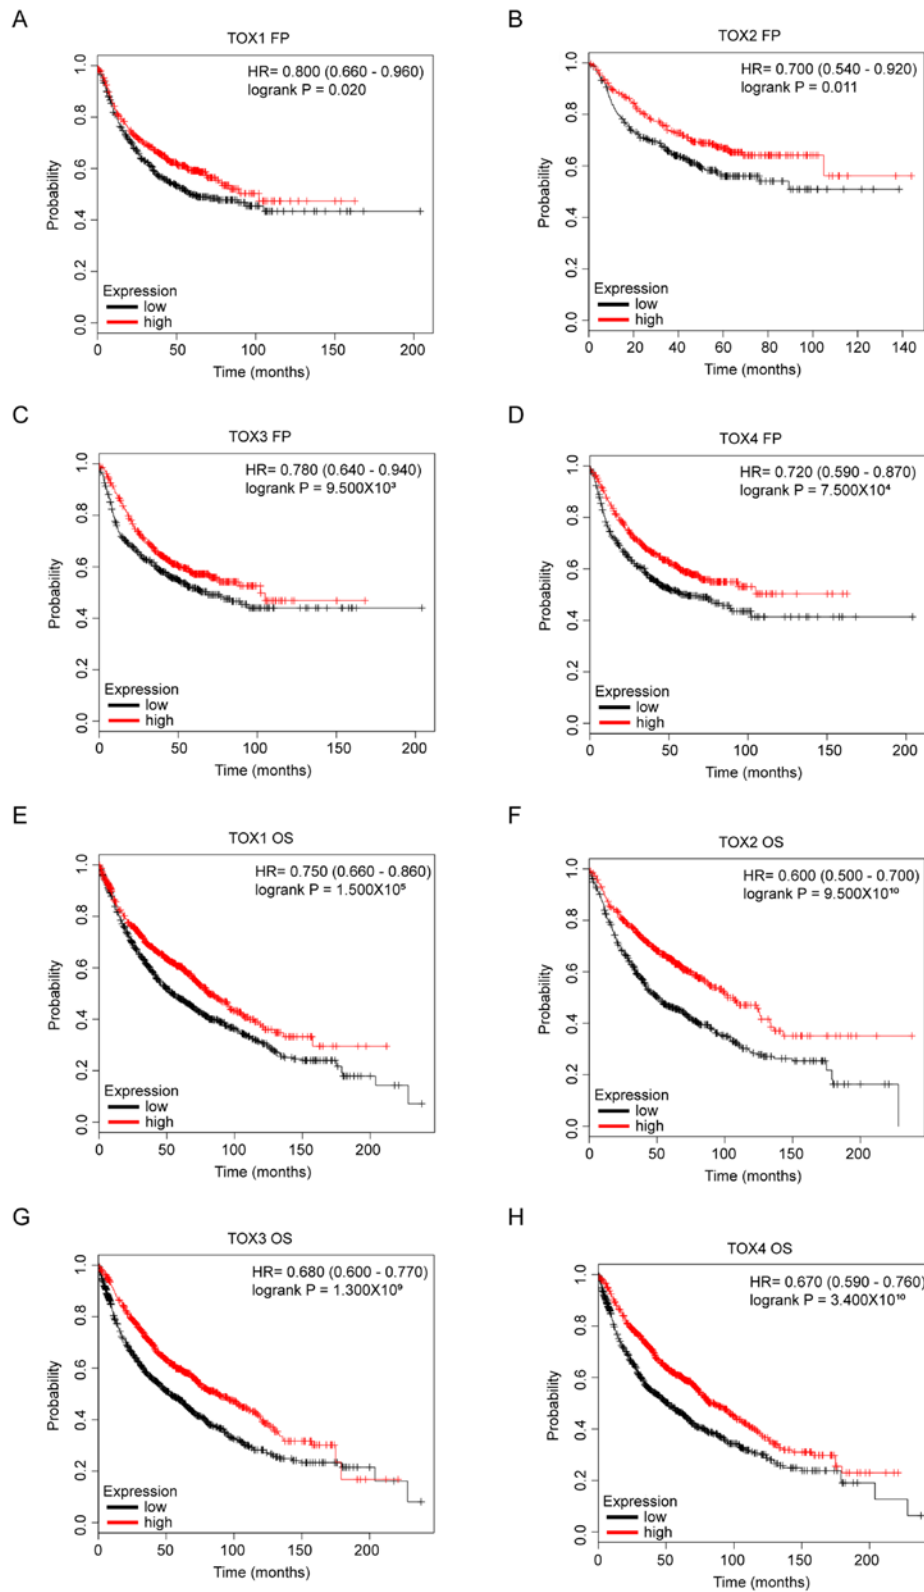 A
TOX1 FP
HR= 0.800 (0.660 - 0.960)
logrank P = 0.020
Probability
0.0 0.2 0.4 0.6 0.8 1.0
Expression
low
high
0 50 100 150 200
Time (months)
B
TOX2 FP
HR= 0.700 (0.540 - 0.920)
logrank P = 0.011
Probability
0.0 0.2 0.4 0.6 0.8 1.0
Expression
low
high
0 20 40 60 80 100 120 140
Time (months)
C
TOX3 FP
HR= 0.780 (0.640 - 0.940)
logrank P = 9.500X10³
Probability
0.0 0.2 0.4 0.6 0.8 1.0
Expression
low
high
0 50 100 150 200
Time (months)
D
TOX4 FP
HR= 0.720 (0.590 - 0.870)
logrank P = 7.500X10⁴
Probability
0.0 0.2 0.4 0.6 0.8 1.0
Expression
low
high
0 50 100 150 200
Time (months)
E
TOX1 OS
HR= 0.750 (0.660 - 0.860)
logrank P = 1.500X10⁵
Probability
0.0 0.2 0.4 0.6 0.8 1.0
Expression
low
high
0 50 100 150 200
Time (months)
F
TOX2 OS
HR= 0.600 (0.500 - 0.700)
logrank P = 9.500X10¹⁰
Probability
0.0 0.2 0.4 0.6 0.8 1.0
Expression
low
high
0 50 100 150 200
Time (months)
G
TOX3 OS
HR= 0.680 (0.600 - 0.770)
logrank P = 1.300X10⁹
Probability
0.0 0.2 0.4 0.6 0.8 1.0
Expression
low
high
0 50 100 150 200
Time (months)
H
TOX4 OS
HR= 0.670 (0.590 - 0.760)
logrank P = 3.400X10¹⁰
Probability
0.0 0.2 0.4 0.6 0.8 1.0
Expression
low
high
0 50 100 150 200
Time (months)